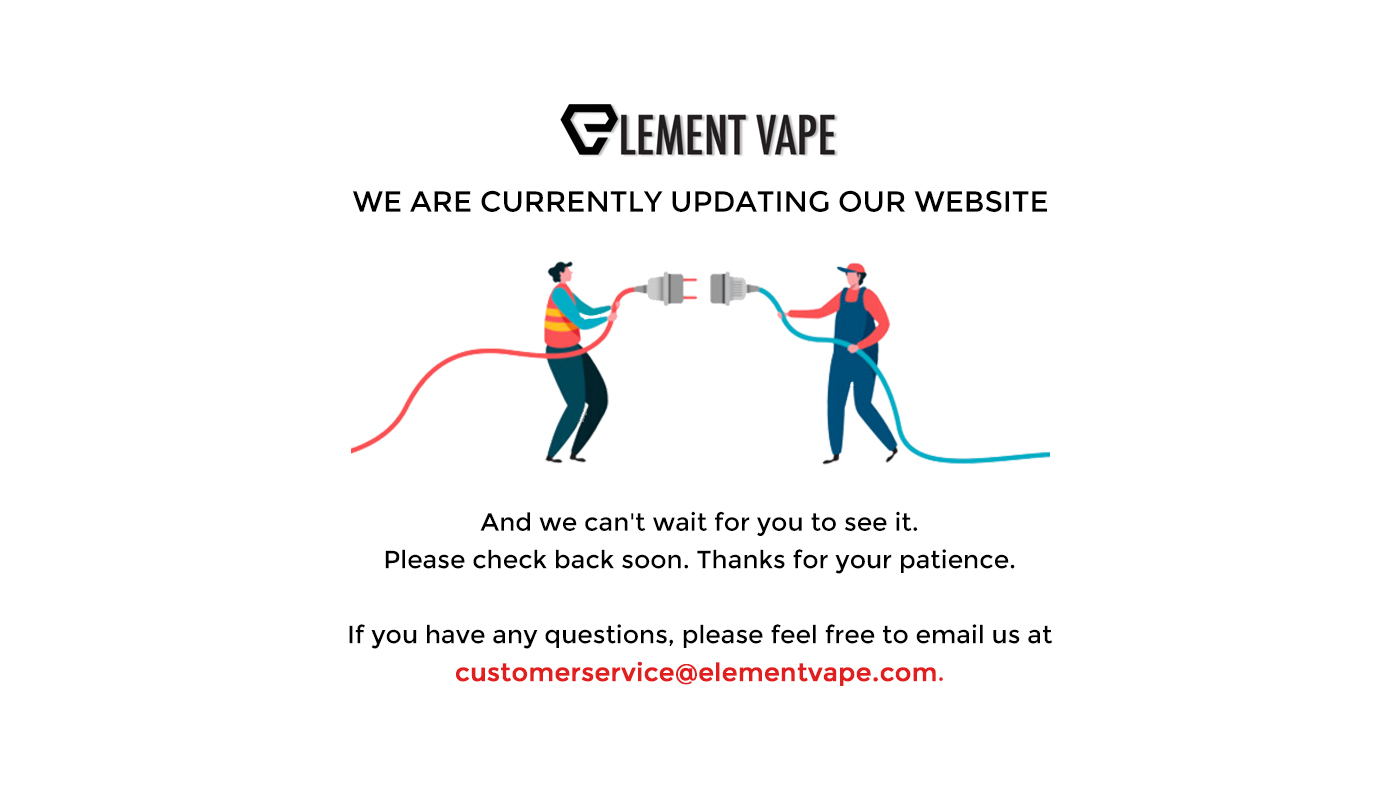 ELEMENT VAPE
WE ARE CURRENTLY UPDATING OUR WEBSITE
And we can't wait for you to see it.
Please check back soon. Thanks for your patience.
If you have any questions, please feel free to email us at
customerservice@elementvape.com.